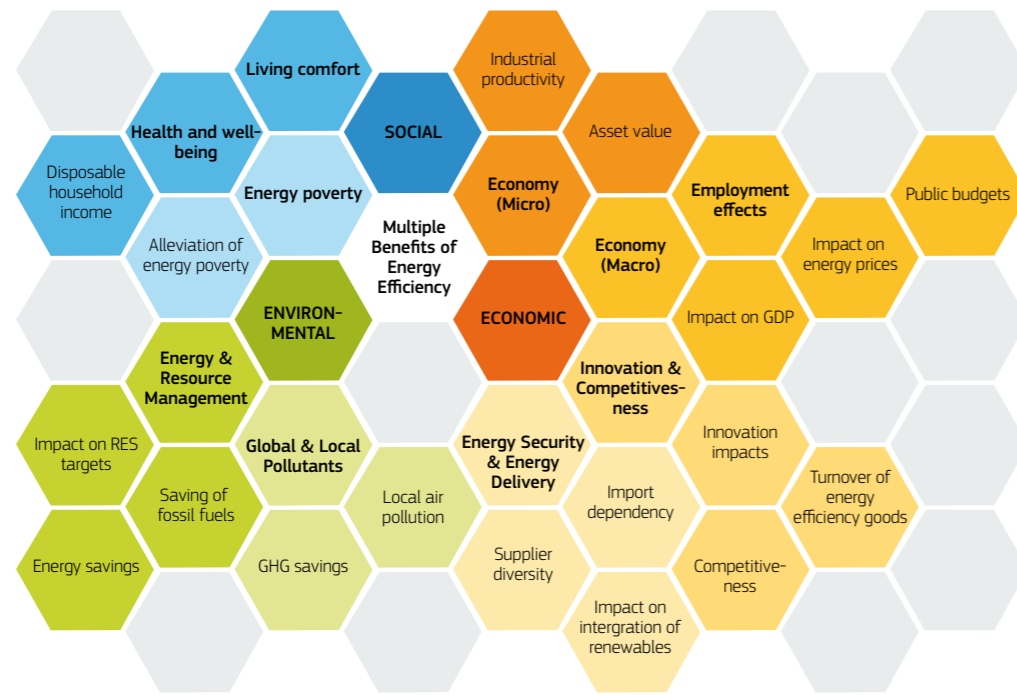 Living comfort
Industrial
productivity
Health and well-
being
SOCIAL
Asset value
Disposable
household
income
Energy poverty
Economy
(Micro)
Employment
effects
Public budgets
Alleviation of
energy poverty
Multiple
Benefits of
Energy
Efficiency
Economy
(Macro)
Impact on
energy prices
ENVIRON-
MENTAL
ECONOMIC
Impact on GDP
Energy &
Resource
Management
Innovation &
Competitives-
ness
Impact on RES
targets
Global & Local
Pollutants
Energy Security
& Energy
Delivery
Innovation
impacts
Saving of
fossil fuels
Local air
pollution
Import
dependency
Turnover of
energy
efficiency goods
Energy savings
GHG savings
Supplier
diversity
Competitive-
ness
Impact on
intergration of
renewables